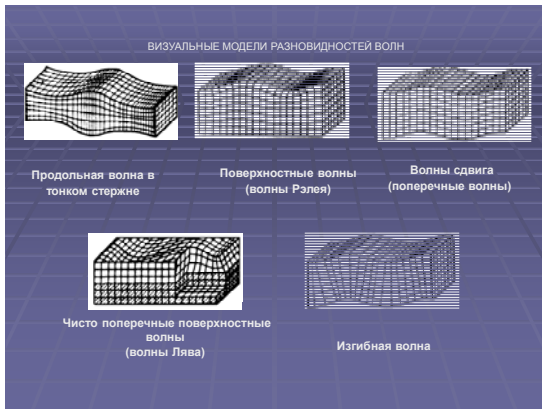 ВИЗУАЛЬНЫЕ МОДЕЛИ РАЗНОВИДНОСТЕЙ ВОЛН
Продольная волна в
тонком стержне
Поверхностные волны
(волны Рэлея)
Волны сдвига
(поперечные волны)
Чисто поперечные поверхностные
волны
(волны Лява)
Изгибная волна